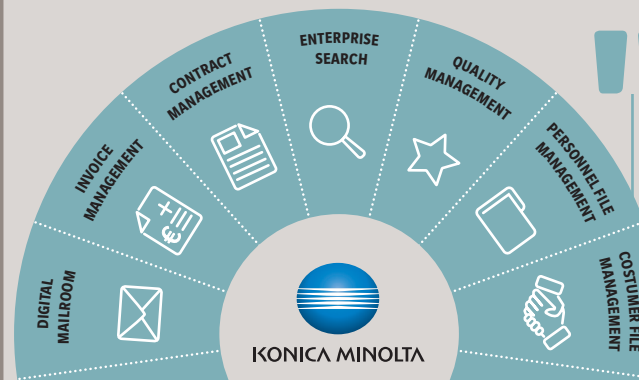 DIGITAL
MAILROOM
INVOICE
MANAGEMENT
CONTRACT
MANAGEMENT
ENTERPRISE
SEARCH
QUALITY
MANAGEMENT
PERSONNEL FILE
MANAGEMENT
COSTUMER FILE
MANAGEMENT
KONICA MINOLTA